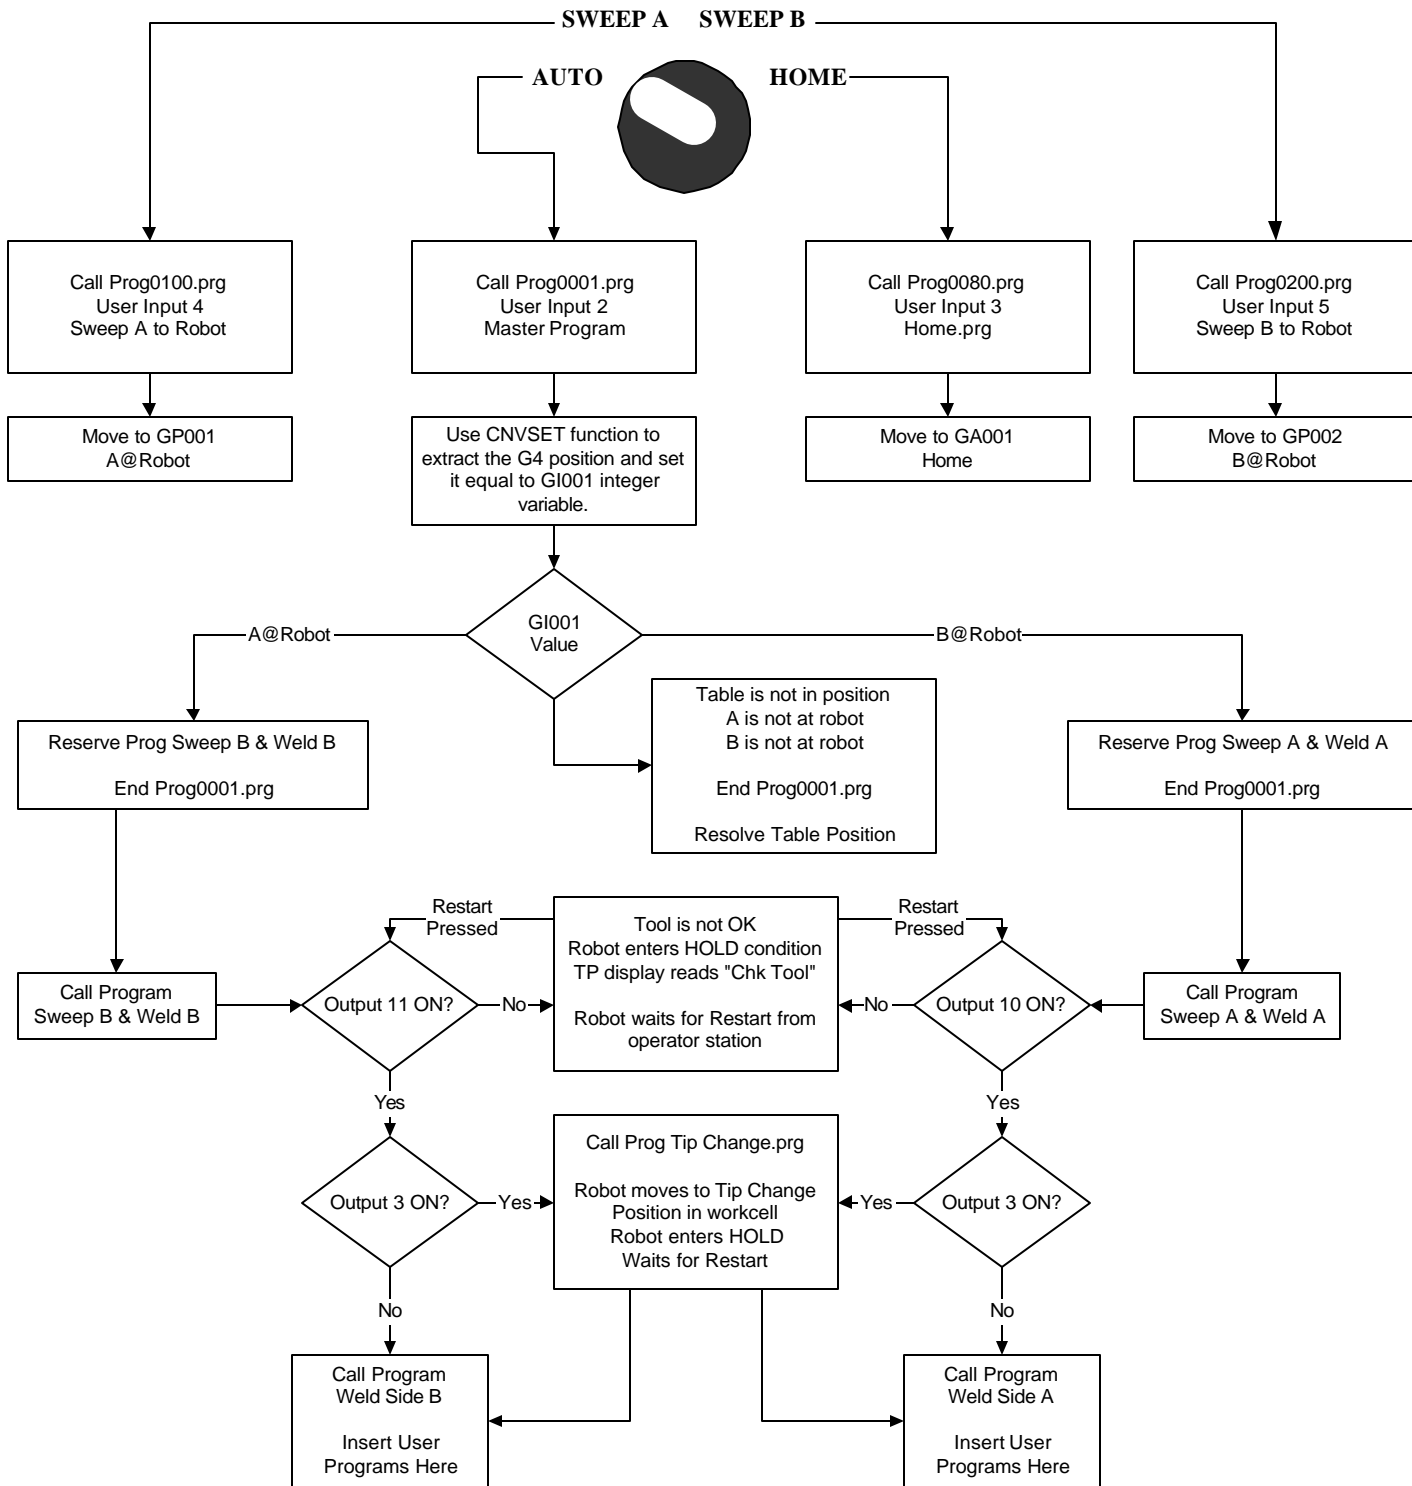 SWEEP A SWEEP B
AUTO HOME
Call Prog0100.prg
User Input 4
Sweep A to Robot
Call Prog0001.prg
User Input 2
Master Program
Call Prog0080.prg
User Input 3
Home.prg
Call Prog0200.prg
User Input 5
Sweep B to Robot
Move to GP001
A@Robot
Use CNVSET function to
extract the G4 position and set
it equal to GI001 integer
variable.
Move to GA001
Home
Move to GP002
B@Robot
GI001
Value
A@Robot
B@Robot
Table is not in position
A is not at robot
B is not at robot
End Prog0001.prg
Resolve Table Position
Reserve Prog Sweep B & Weld B
End Prog0001.prg
Reserve Prog Sweep A & Weld A
End Prog0001.prg
Restart
Pressed
Tool is not OK
Robot enters HOLD condition
TP display reads "Chk Tool"
Robot waits for Restart from
operator station
Restart
Pressed
Call Program
Sweep B & Weld B
Output 11 ON?
No
No
Output 10 ON?
Call Program
Sweep A & Weld A
Yes
Yes
Call Prog Tip Change.prg
Robot moves to Tip Change
Position in workcell
Robot enters HOLD
Waits for Restart
Output 3 ON?
Yes
Yes
Output 3 ON?
No
No
Call Program
Weld Side B
Insert User
Programs Here
Call Program
Weld Side A
Insert User
Programs Here